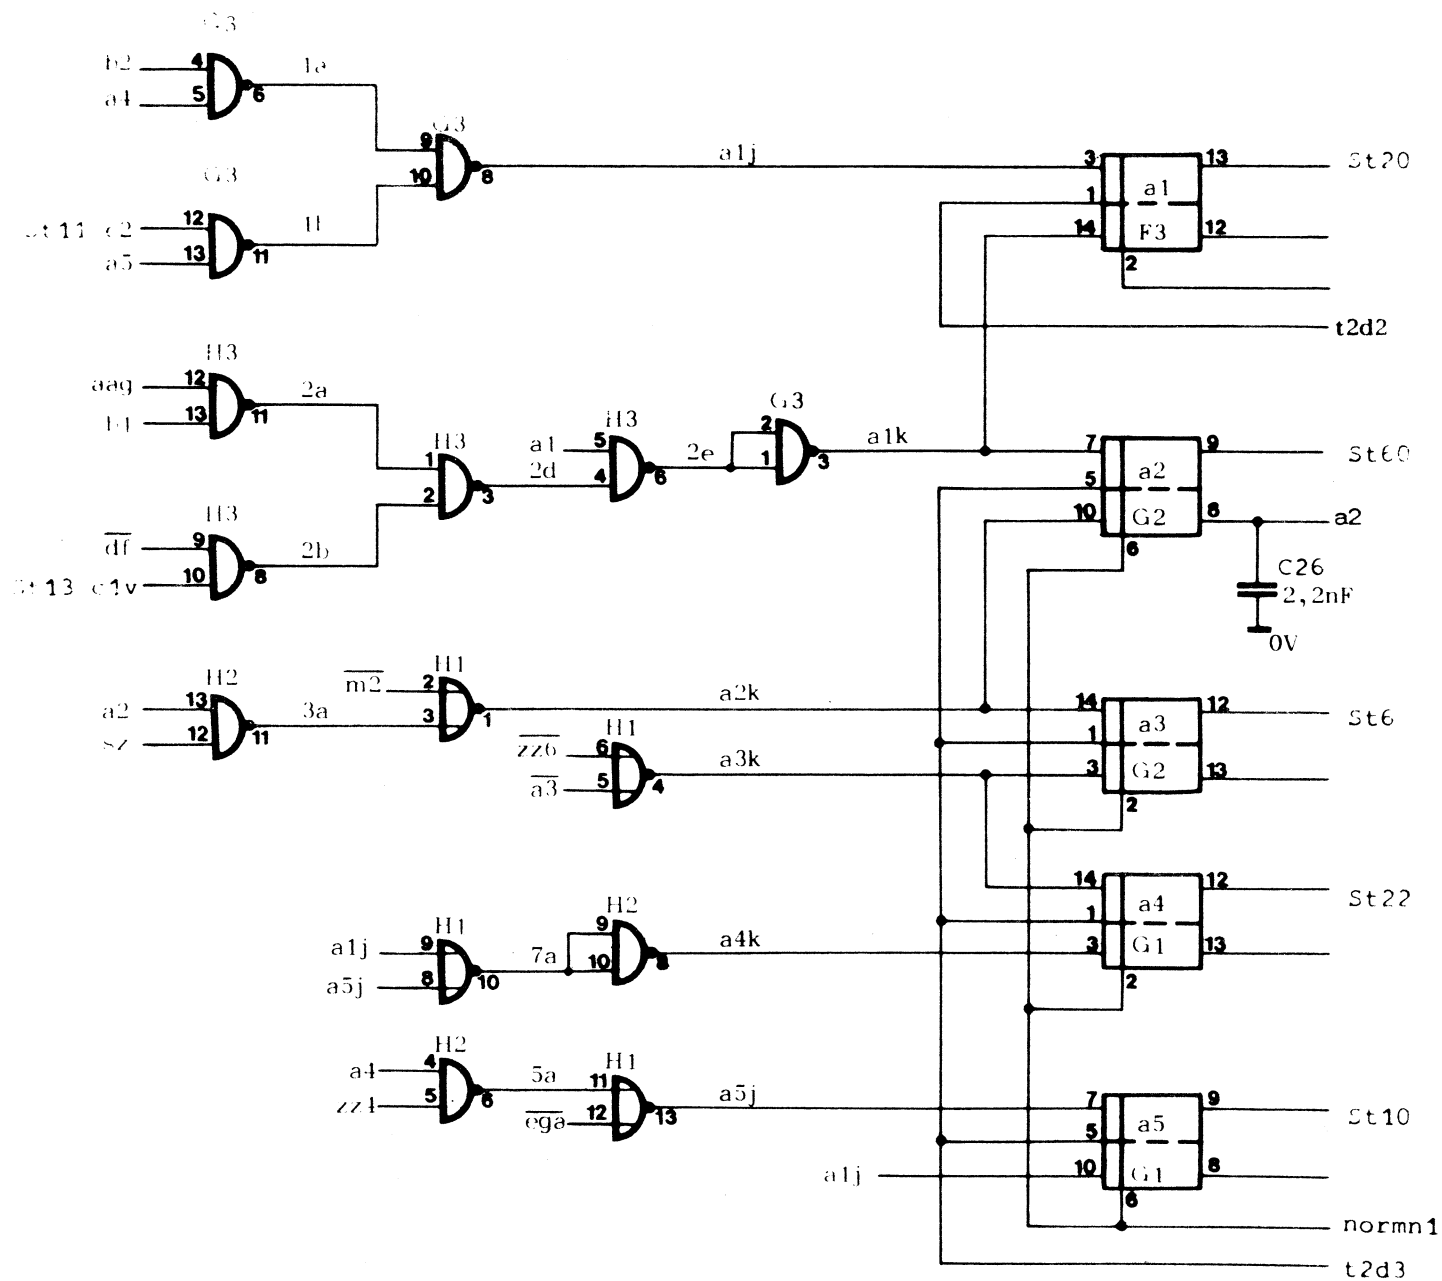 G3
b2 4 1e
a4 5 6
9 G3
10 8 a1j 3 13 St20
G3
St11 c2 12 1f
a5 13 11
1 a1
14 F3 12
2
t2d2
H3
aag 12 2a
13 11
H3
1
2 3 2d
H3
a1 5
4 6 2e
G3
2
1 3 a1k 7 9 St60
5 a2
10 G2 8 a2
6
C26
2,2nF
0V
H3
df 9 2b
St13 c1v 10 8
H2
a2 13 3a
12 11
H1
m2 2
3 1 a2k 14 12 St6
1 a3
3 G2 13
2
H1
zz6 6 a3k
a3 5 4
14 12 St22
1 a4
3 G1 13
2
H1
a1j 9
a5j 8 10 7a
H2
9
10 8 a4k
H2
a4 4 5a
zz4 5 6
H1
11
ega 12 13 a5j 7 9 St10
5 a5
a1j 10 G1 8
6
normn1
t2d3